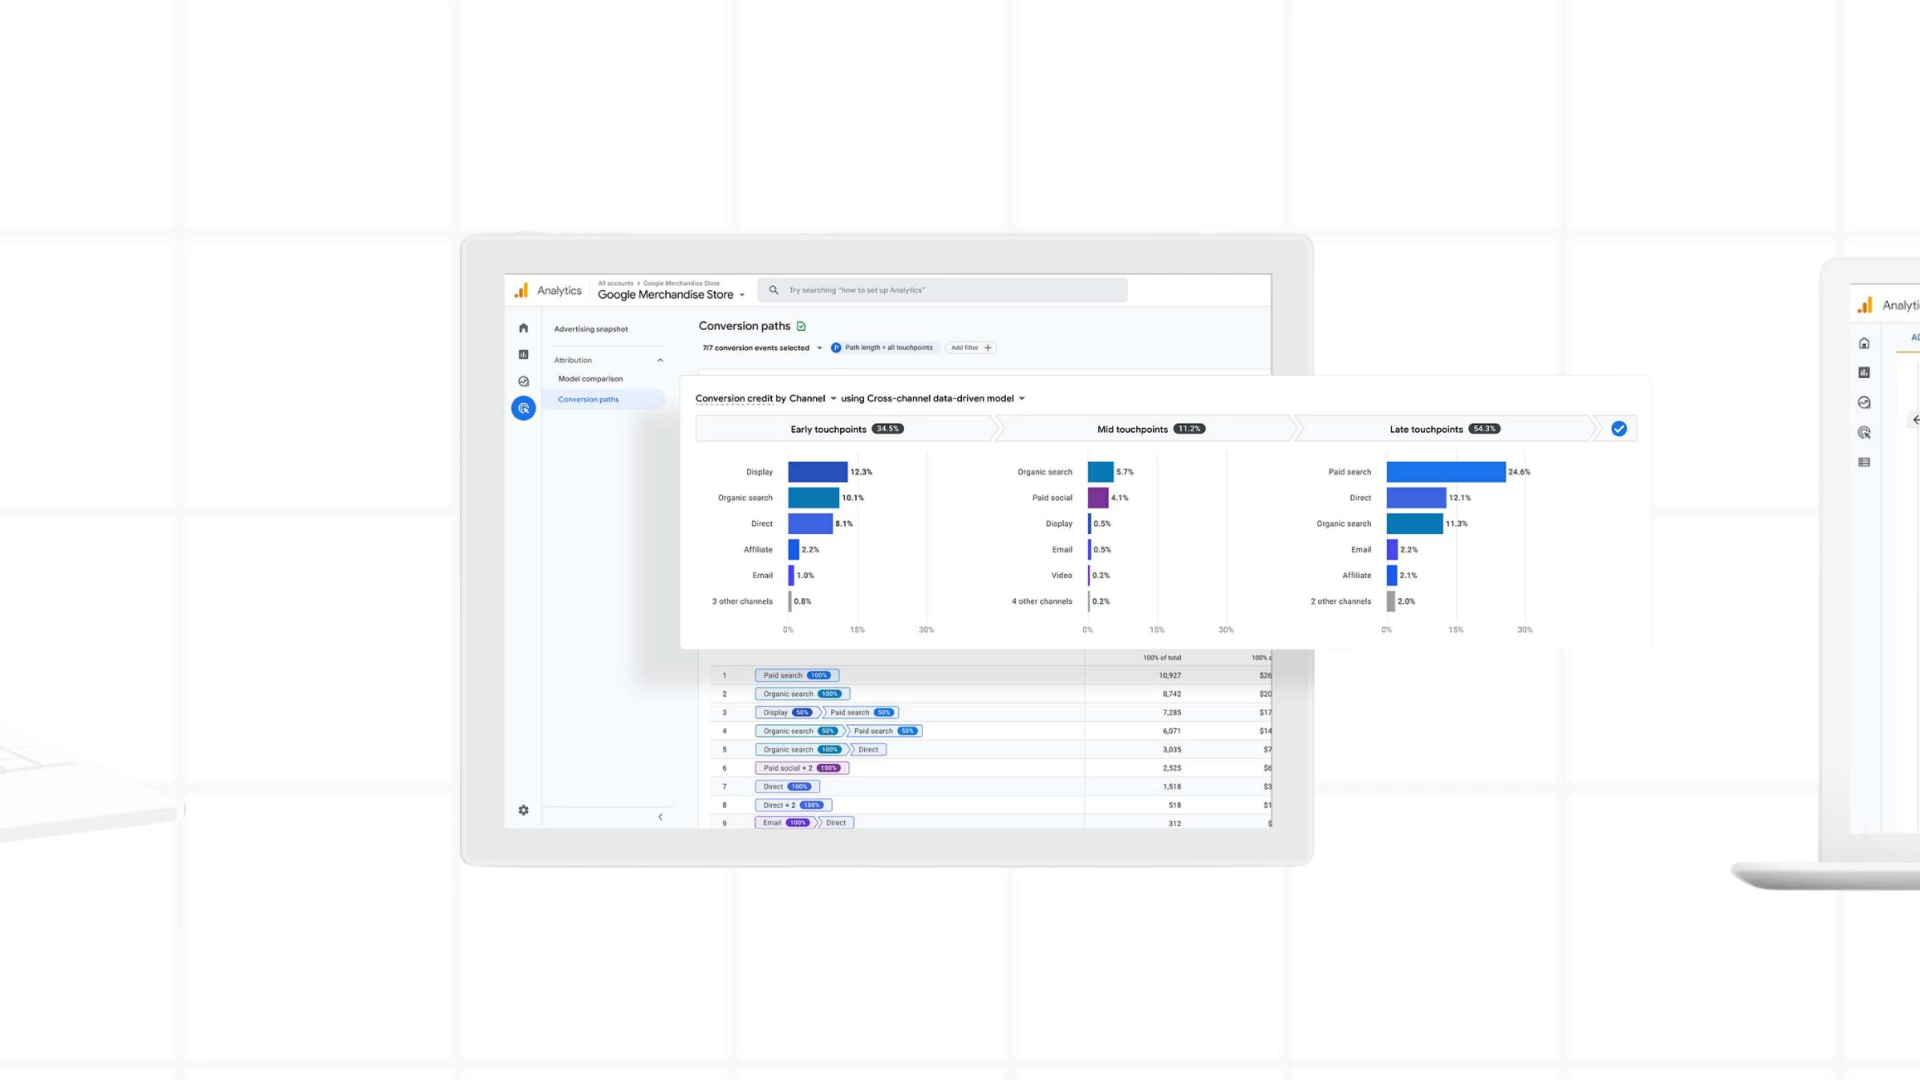 Analytics
All accounts > Google Merchandise Store
Google Merchandise Store
Try searching "how to set up Analytics"
Advertising snapshot
Attribution
Model comparison
Conversion paths
Conversion paths
7/7 conversion events selected
P Path length = all touchpoints
Add filter +
Conversion credit by Channel using Cross-channel data-driven model
Early touchpoints 34.5%
Mid touchpoints 11.2%
Late touchpoints 54.3%
Display 12.3%
Organic search 10.1%
Direct 8.1%
Affiliate 2.2%
Email 1.0%
3 other channels 0.8%
0% 15% 30%
Organic search 5.7%
Paid social 4.1%
Display 0.5%
Email 0.5%
Video 0.2%
4 other channels 0.2%
0% 15% 30%
Paid search 24.6%
Direct 12.1%
Organic search 11.3%
Email 2.2%
Affiliate 2.1%
2 other channels 2.0%
0% 15% 30%
100% of total 100% o
1 Paid search 100% 10,927 $26
2 Organic search 100% 8,742 $20
3 Display 50% Paid search 50% 7,285 $17
4 Organic search 50% Paid search 50% 6,071 $14
5 Organic search 100% Direct 3,035 $7
6 Paid social × 2 100% 2,525 $6
7 Direct 100% 1,518 $3
8 Direct × 2 100% 518 $1
9 Email 100% Direct 312 $
Analyti